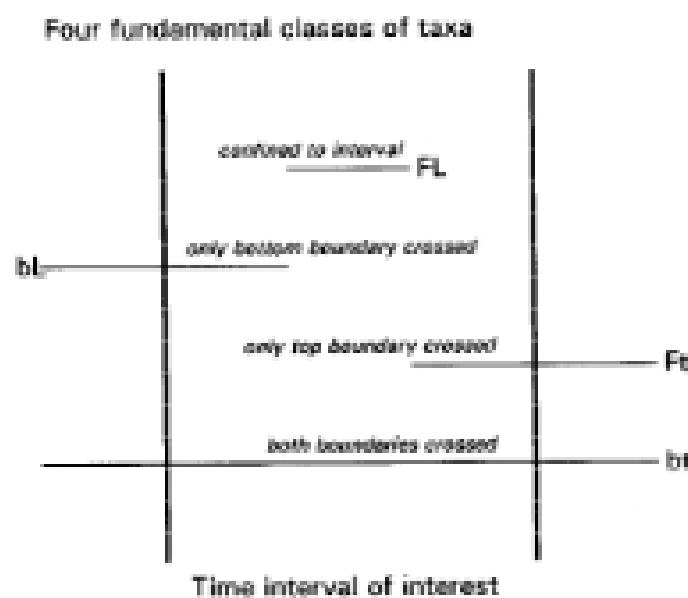 Four fundamental classes of taxa
confined to interval
FL
only bottom boundary crossed
bL
only top boundary crossed
Ft
both boundaries crossed
bt
Time interval of interest